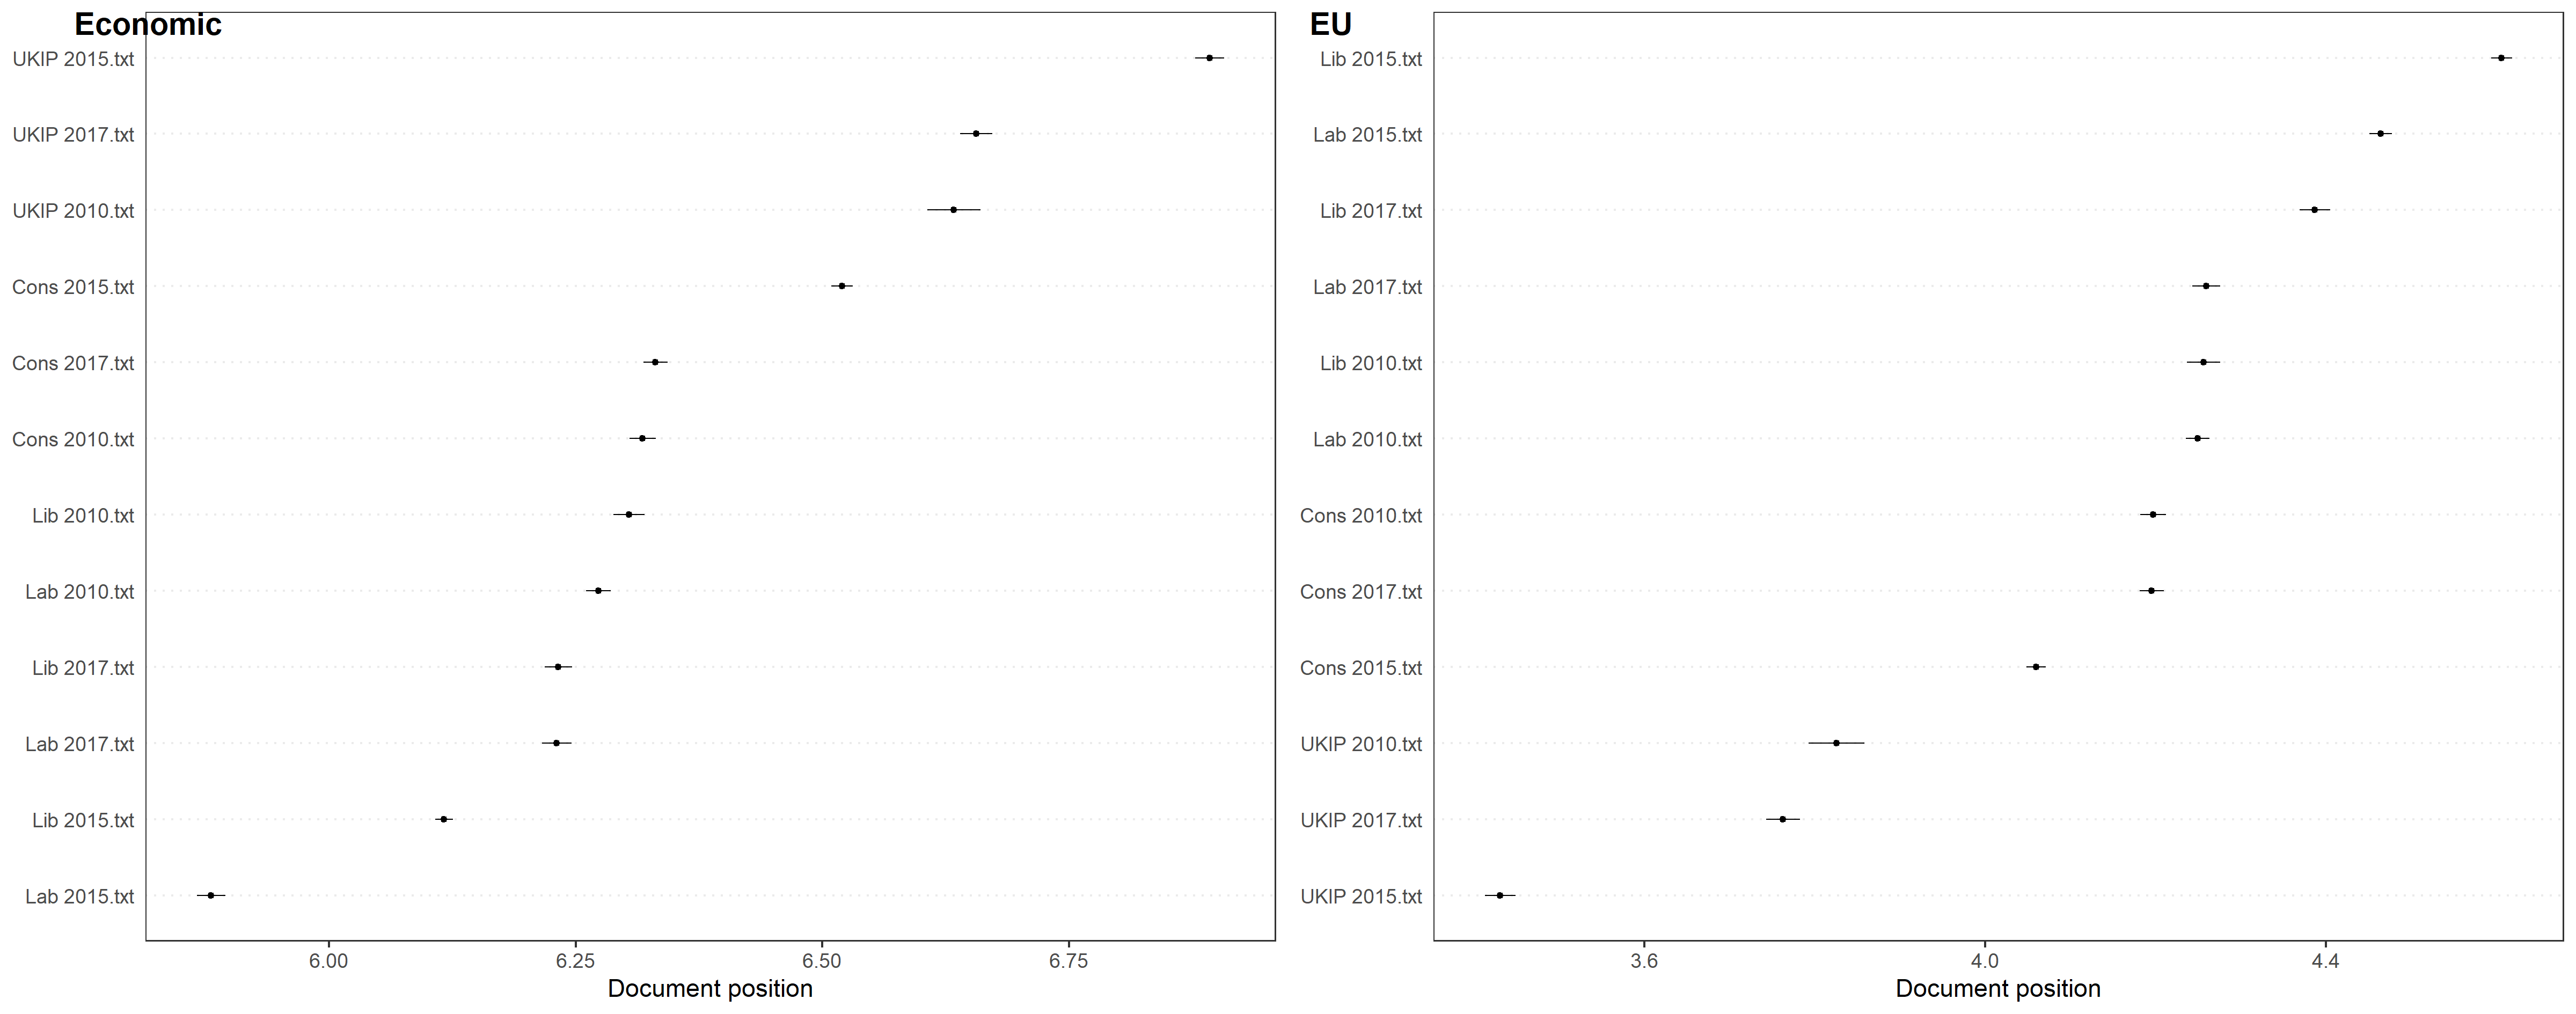 Economic
UKIP 2015.txt
UKIP 2017.txt
UKIP 2010.txt
Cons 2015.txt
Cons 2017.txt
Cons 2010.txt
Lib 2010.txt
Lab 2010.txt
Lib 2017.txt
Lab 2017.txt
Lib 2015.txt
Lab 2015.txt
6.00 6.25 6.50 6.75
Document position
EU
Lib 2015.txt
Lab 2015.txt
Lib 2017.txt
Lab 2017.txt
Lib 2010.txt
Lab 2010.txt
Cons 2010.txt
Cons 2017.txt
Cons 2015.txt
UKIP 2010.txt
UKIP 2017.txt
UKIP 2015.txt
3.6 4.0 4.4
Document position